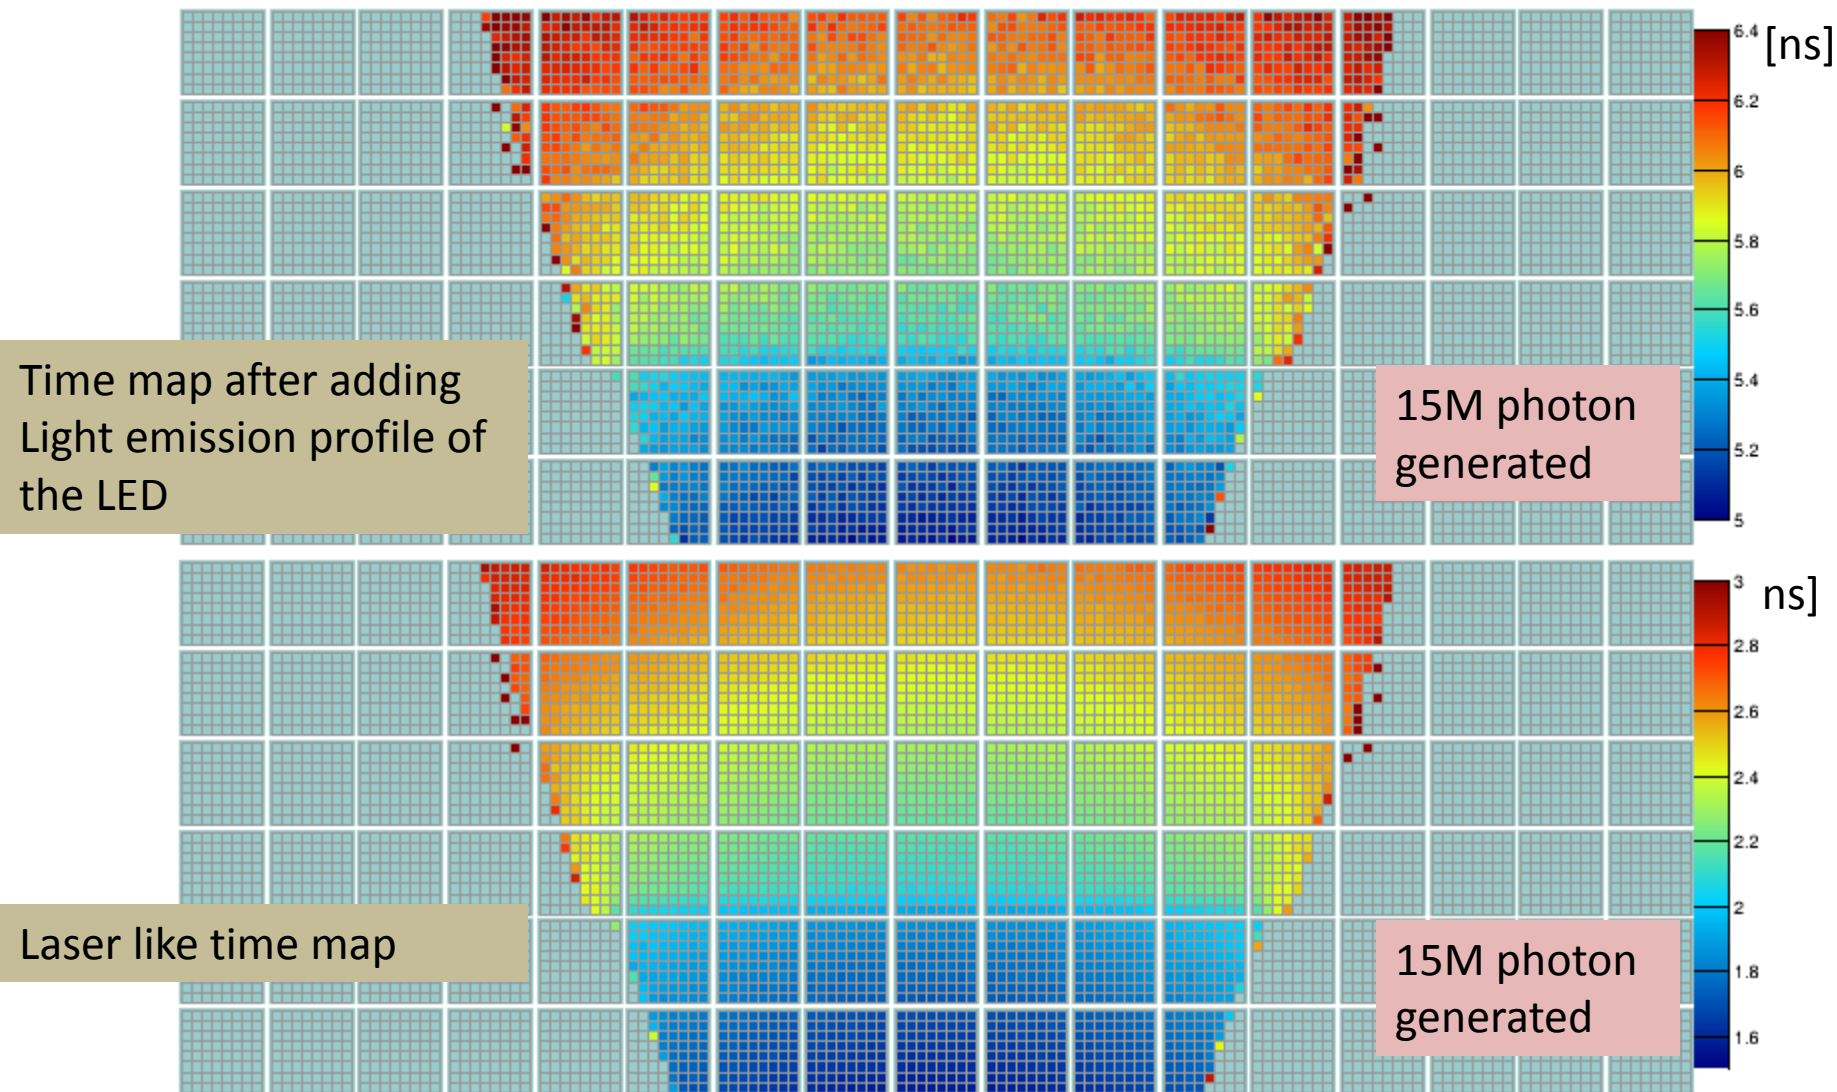 6.4 [ns]
6.2
6
5.8
5.6
Time map after adding
Light emission profile of
the LED
5.4
15M photon
generated
5.2
5
3 ns]
2.8
2.6
2.4
2.2
2
Laser like time map
15M photon
generated
1.8
1.6